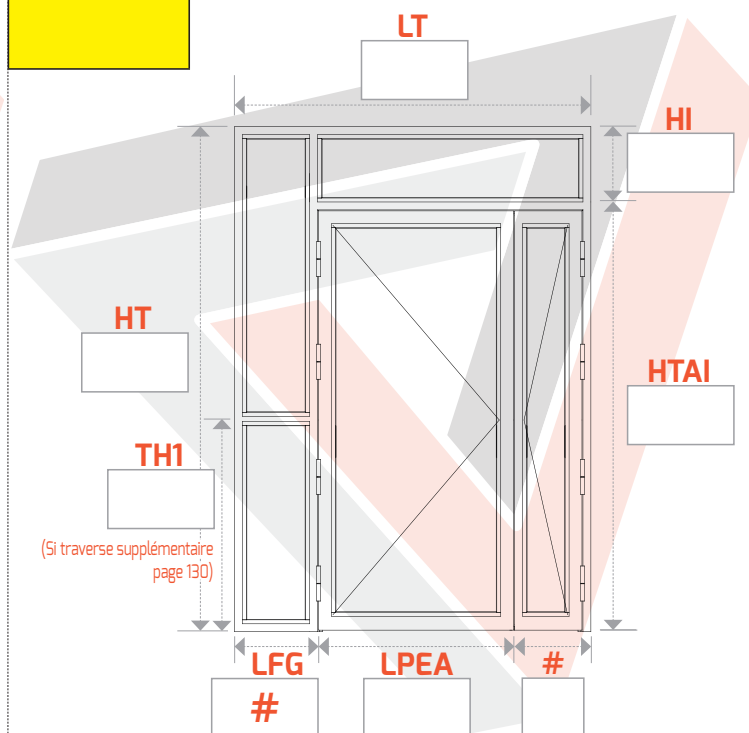 LT
HI
HT
HTAI
TH1
(Si traverse supplémentaire
page 130)
LFG
LPEA
#
#